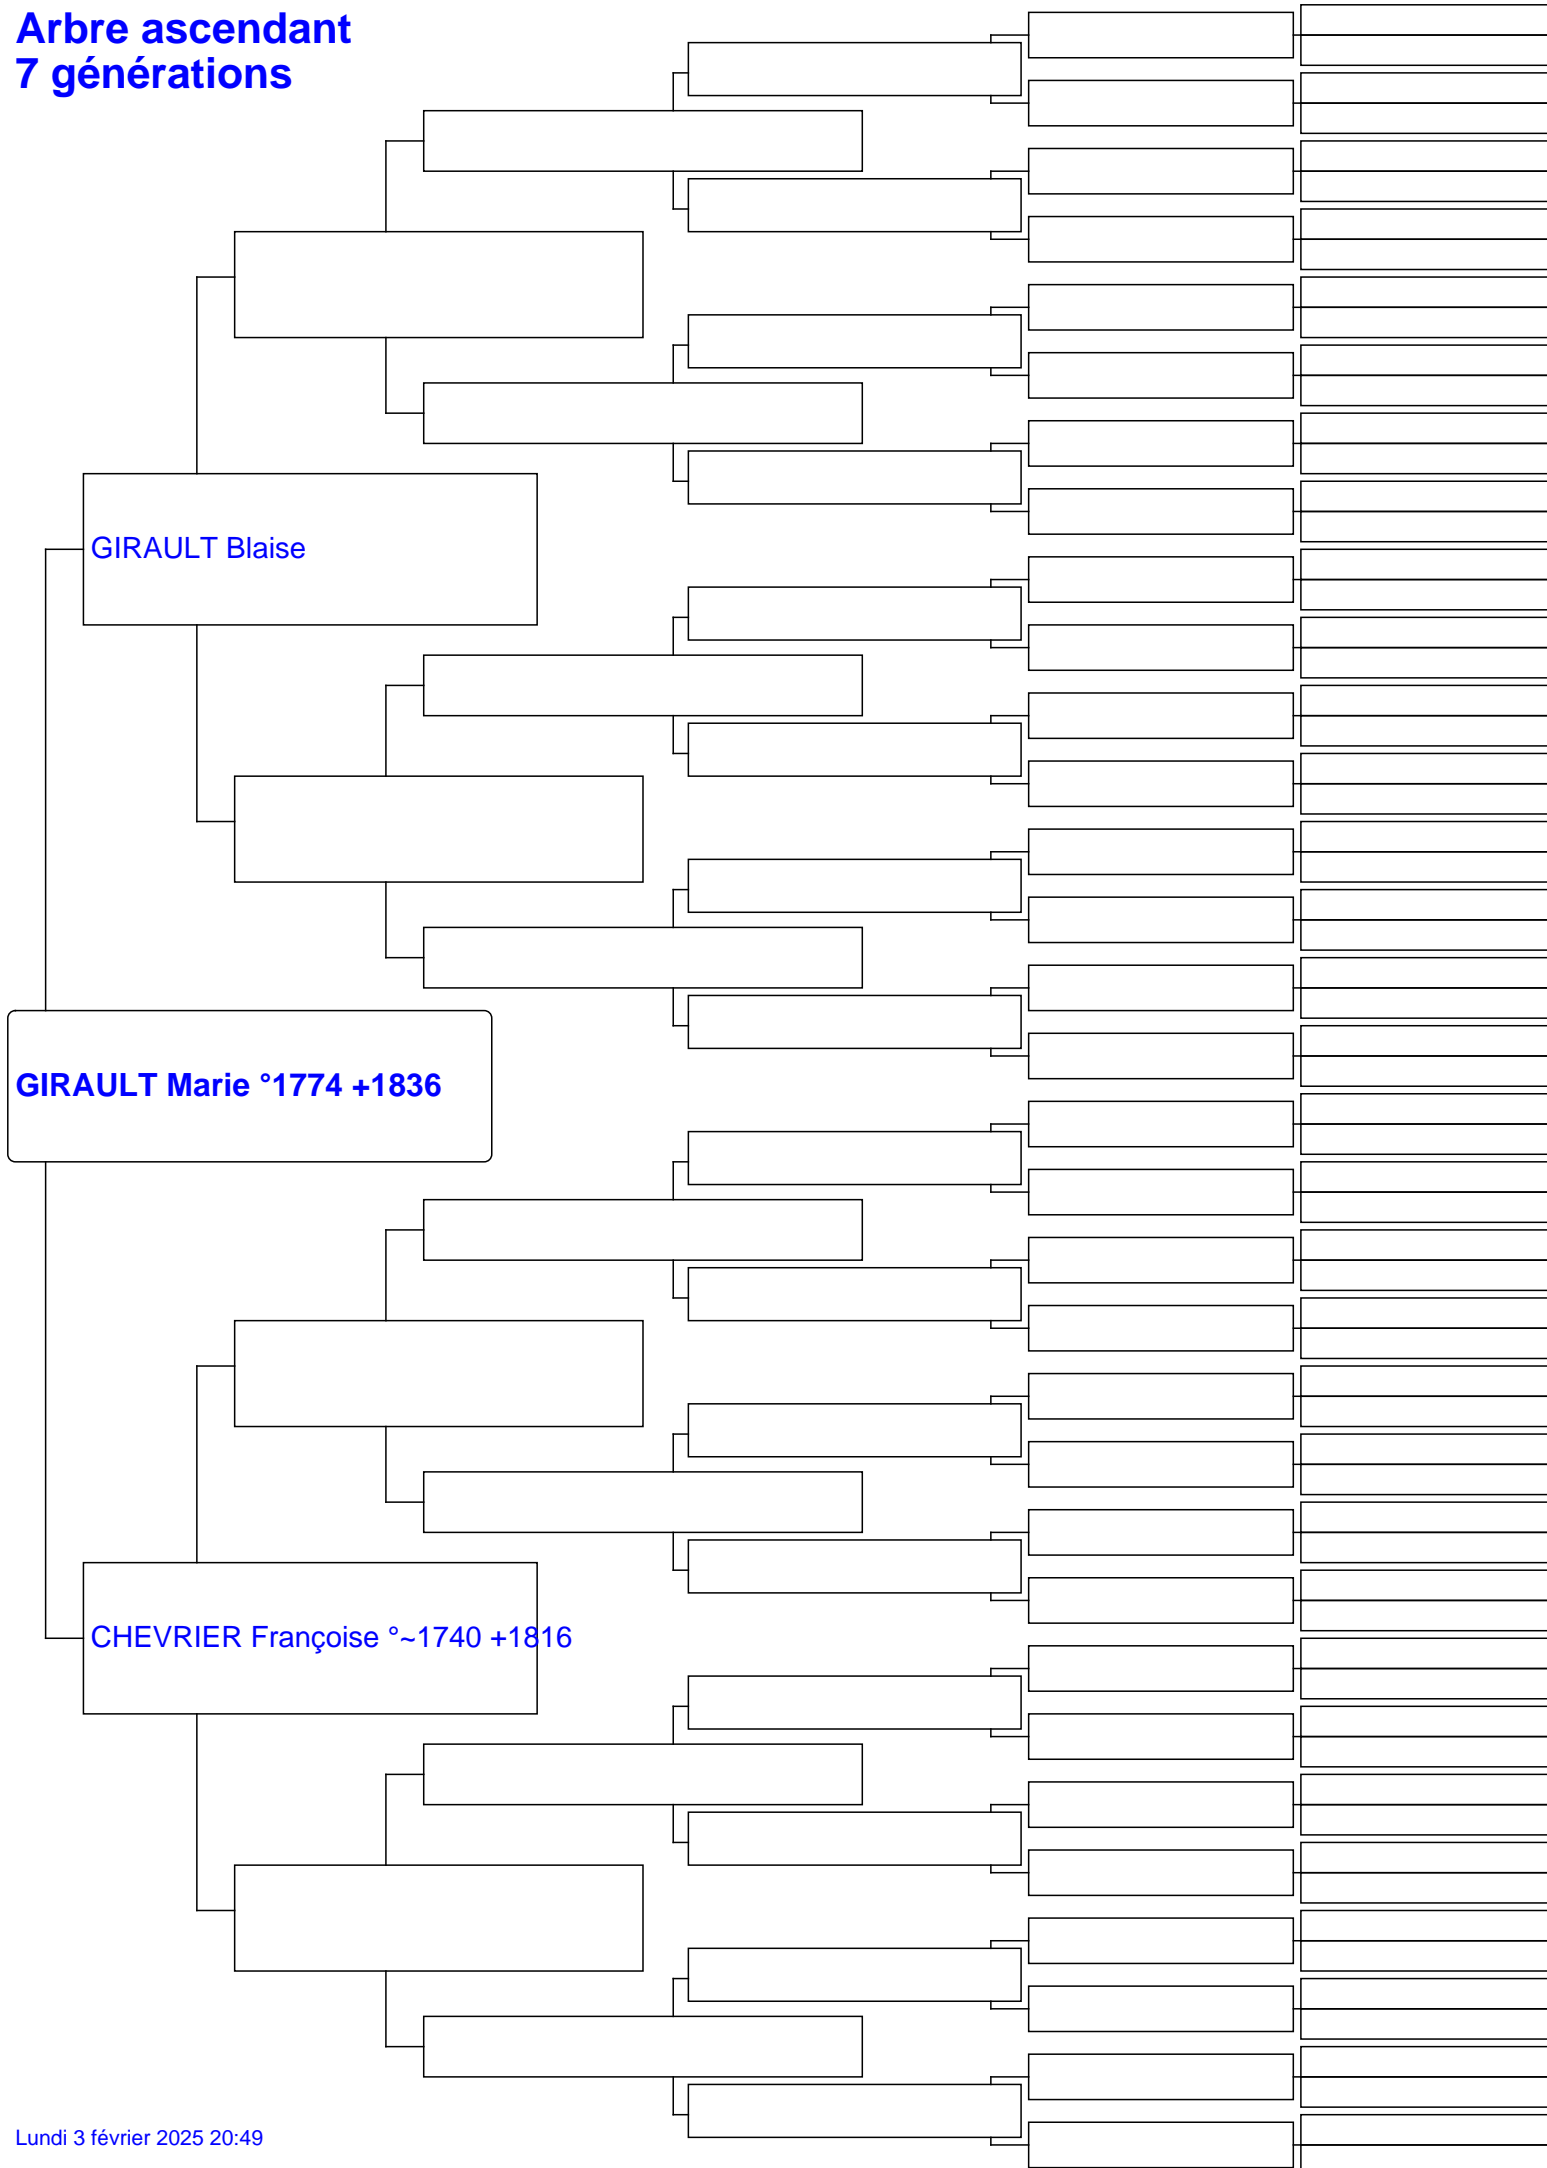 Arbre ascendant
7 générations
GIRAULT Blaise
GIRAULT Marie °1774 +1836
CHEVRIER Françoise °~1740 +1816
Lundi 3 février 2025 20:49